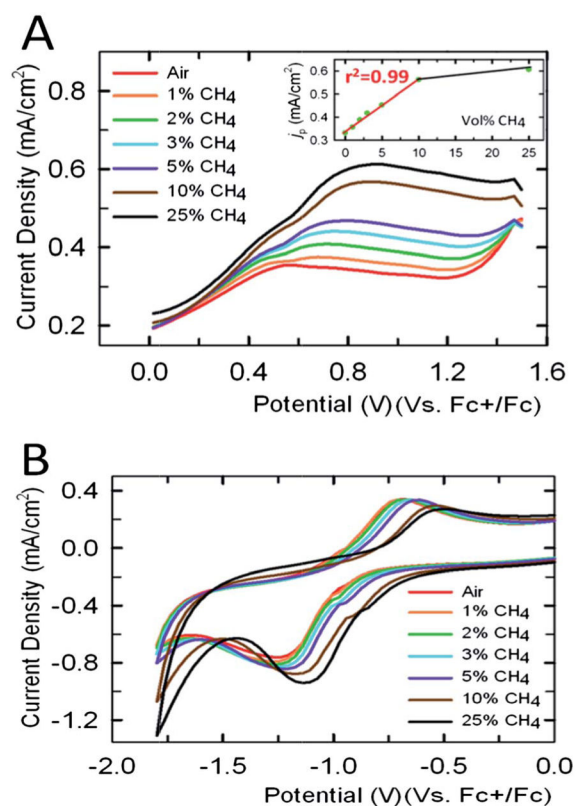 A
Air
1% CH4
2% CH4
3% CH4
5% CH4
10% CH4
25% CH4
r²=0.99
Vol% CH4
jp (mA/cm²)
0.6
0.5
0.4
0.3
0 5 10 15 20 25
Current Density (mA/cm²)
0.8
0.6
0.4
0.2
0.0 0.4 0.8 1.2 1.6
Potential (V)(Vs. Fc+/Fc)
B
Current Density (mA/cm²)
0.4
0.0
-0.4
-0.8
-1.2
Air
1% CH4
2% CH4
3% CH4
5% CH4
10% CH4
25% CH4
-2.0 -1.5 -1.0 -0.5 0.0
Potential (V)(Vs. Fc+/Fc)